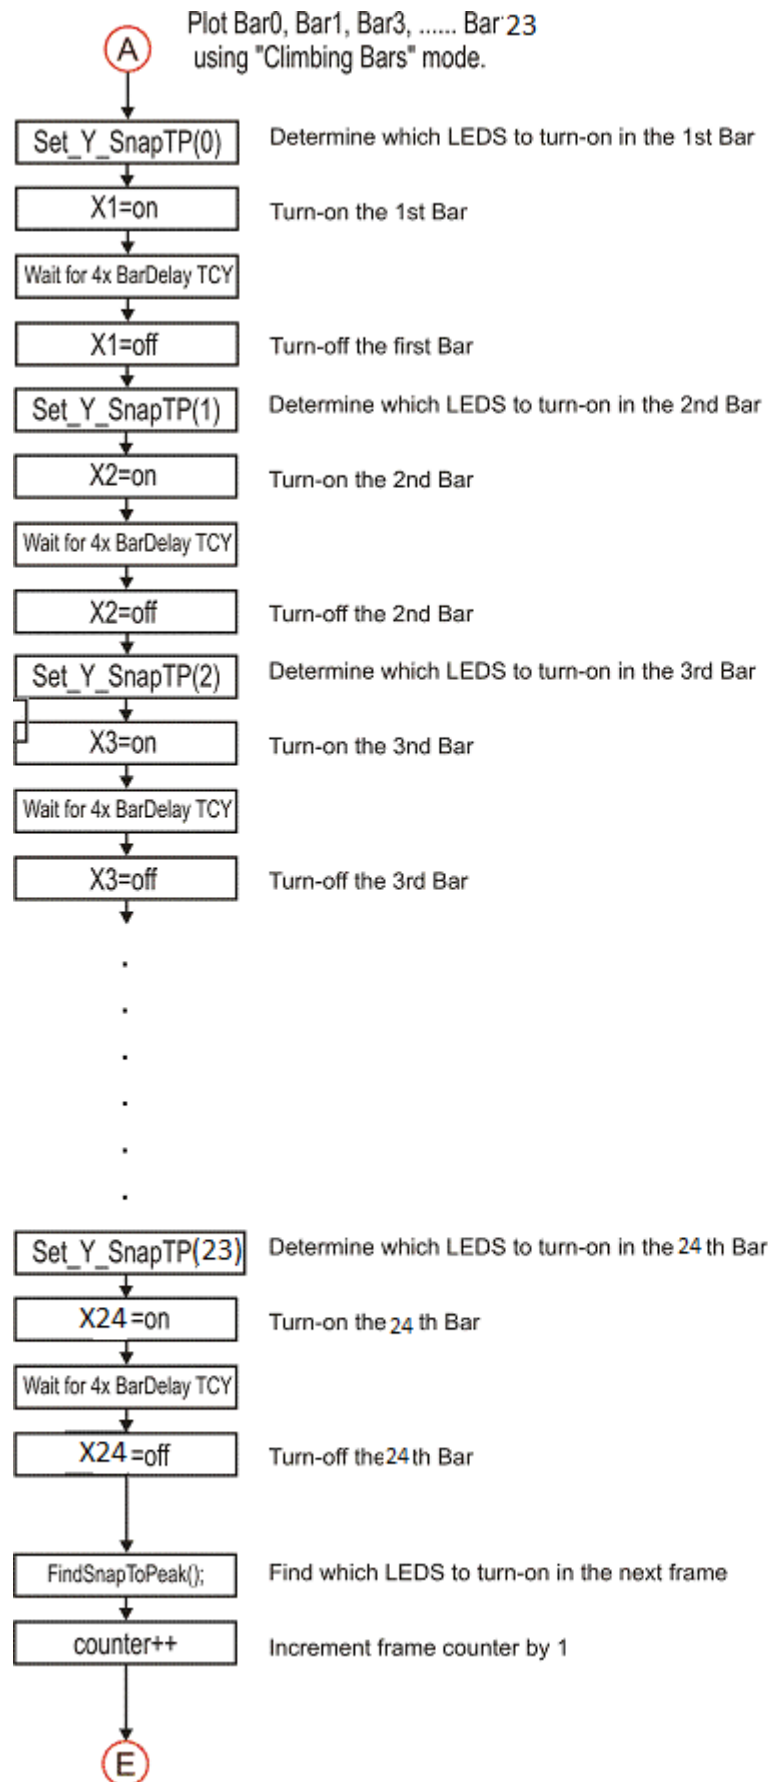 Plot Bar0, Bar1, Bar3, ...... Bar 23
A
using "Climbing Bars" mode.
Set_Y_SnapTP(0) Determine which LEDS to turn-on in the 1st Bar
X1=on Turn-on the 1st Bar
Wait for 4x BarDelay TCY
X1=off Turn-off the first Bar
Set_Y_SnapTP(1) Determine which LEDS to turn-on in the 2nd Bar
X2=on Turn-on the 2nd Bar
Wait for 4x BarDelay TCY
X2=off Turn-off the 2nd Bar
Set_Y_SnapTP(2) Determine which LEDS to turn-on in the 3rd Bar
X3=on Turn-on the 3nd Bar
Wait for 4x BarDelay TCY
X3=off Turn-off the 3rd Bar
.
.
.
.
.
.
Set_Y_SnapTP(23) Determine which LEDS to turn-on in the 24 th Bar
X24 =on Turn-on the 24 th Bar
Wait for 4x BarDelay TCY
X24 =off Turn-off the 24 th Bar
FindSnapToPeak(); Find which LEDS to turn-on in the next frame
counter++ Increment frame counter by 1
E